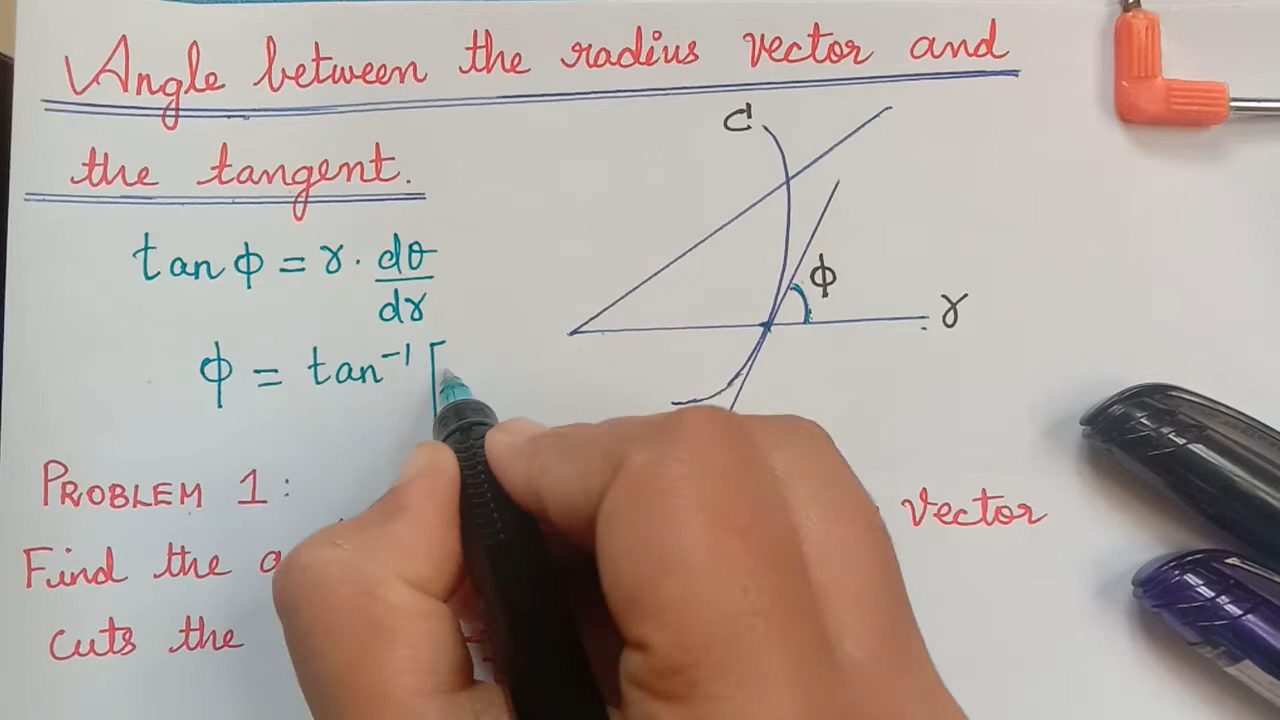 Angle between the radius vector and
the tangent.
tan ϕ = r · dθ/dr
ϕ = tan⁻¹ [
C
ϕ
r
PROBLEM 1:
vector
Find the
cuts the